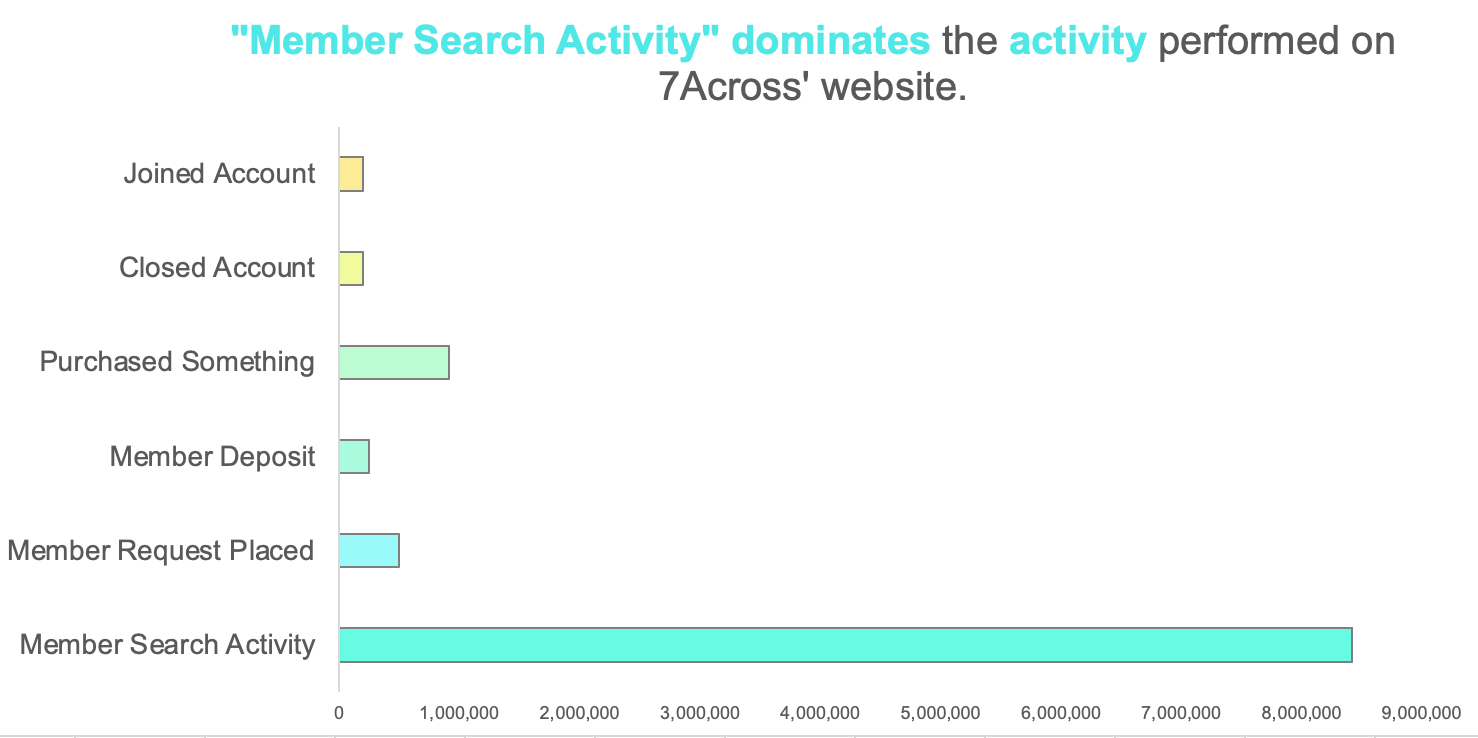 "Member Search Activity" dominates the activity performed on
7Across' website.
Joined Account
Closed Account
Purchased Something
Member Deposit
Member Request Placed
Member Search Activity
0 1,000,000 2,000,000 3,000,000 4,000,000 5,000,000 6,000,000 7,000,000 8,000,000 9,000,000